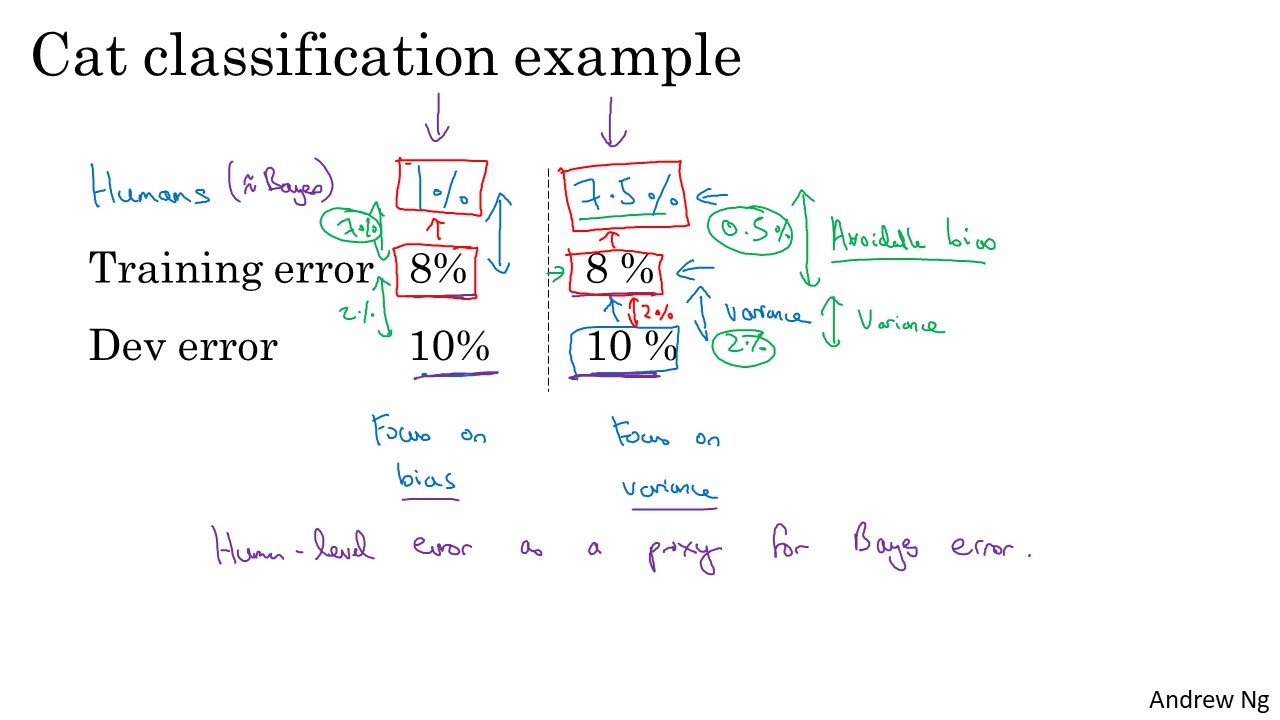 Cat classification example
Humans (≈ Bayes) 1% 7.5%
7% 0.5% Avoidable bias
Training error 8% 8 %
2% 2% Variance Variance
Dev error 10% 10 % 2%
Focus on Focus on
bias variance
Human-level error as a proxy for Bayes error.
Andrew Ng